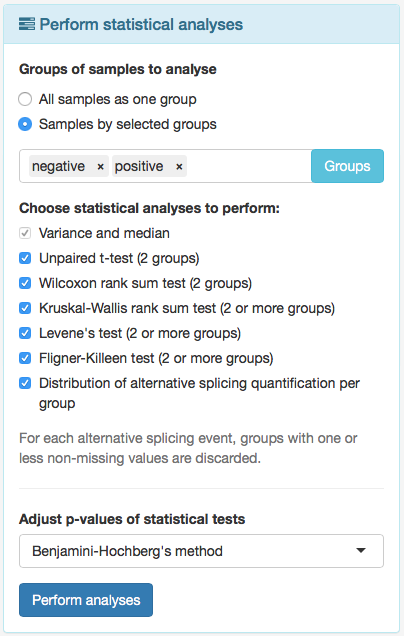 Perform statistical analyses
Groups of samples to analyse
All samples as one group
Samples by selected groups
negative × positive × Groups
Choose statistical analyses to perform:
Variance and median
Unpaired t-test (2 groups)
Wilcoxon rank sum test (2 groups)
Kruskal-Wallis rank sum test (2 or more groups)
Levene's test (2 or more groups)
Fligner-Killeen test (2 or more groups)
Distribution of alternative splicing quantification per
group
For each alternative splicing event, groups with one or
less non-missing values are discarded.
Adjust p-values of statistical tests
Benjamini-Hochberg's method
Perform analyses